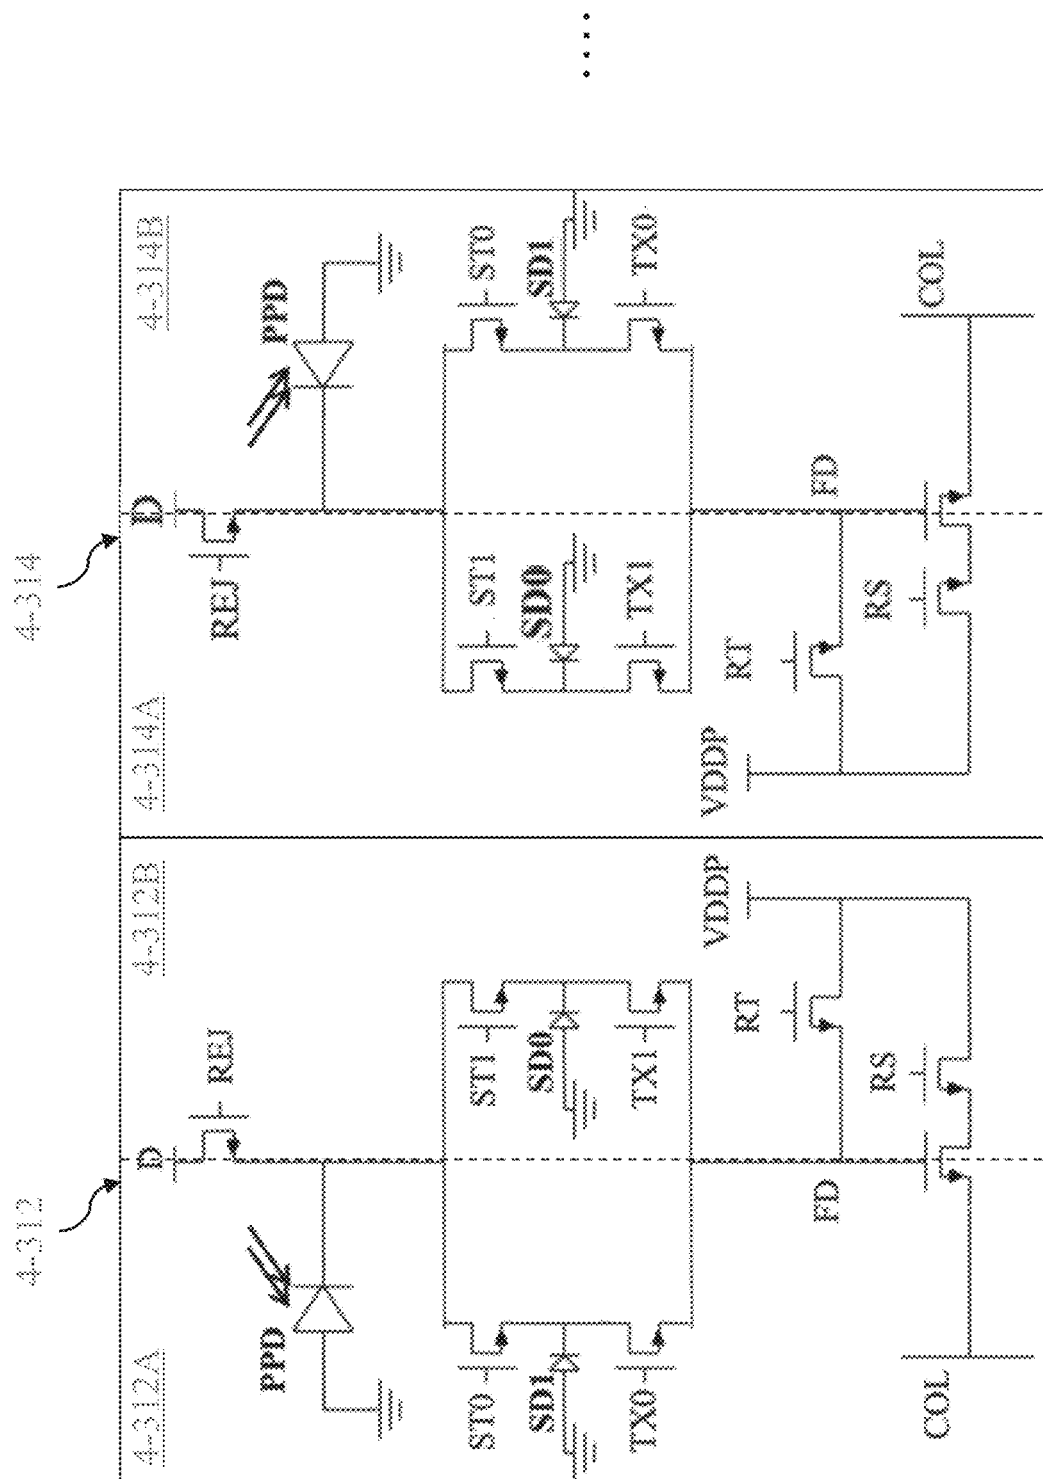 4-312
4-314
4-312A
D
4-312B
4-314A
D
4-314B
REJ
REJ
PPD
PPD
ST0
ST1
ST1
ST0
SD1
SD0
SD0
SD1
TX0
TX1
TX1
TX0
VDDP
VDDP
RT
RT
FD
FD
RS
RS
COL
COL